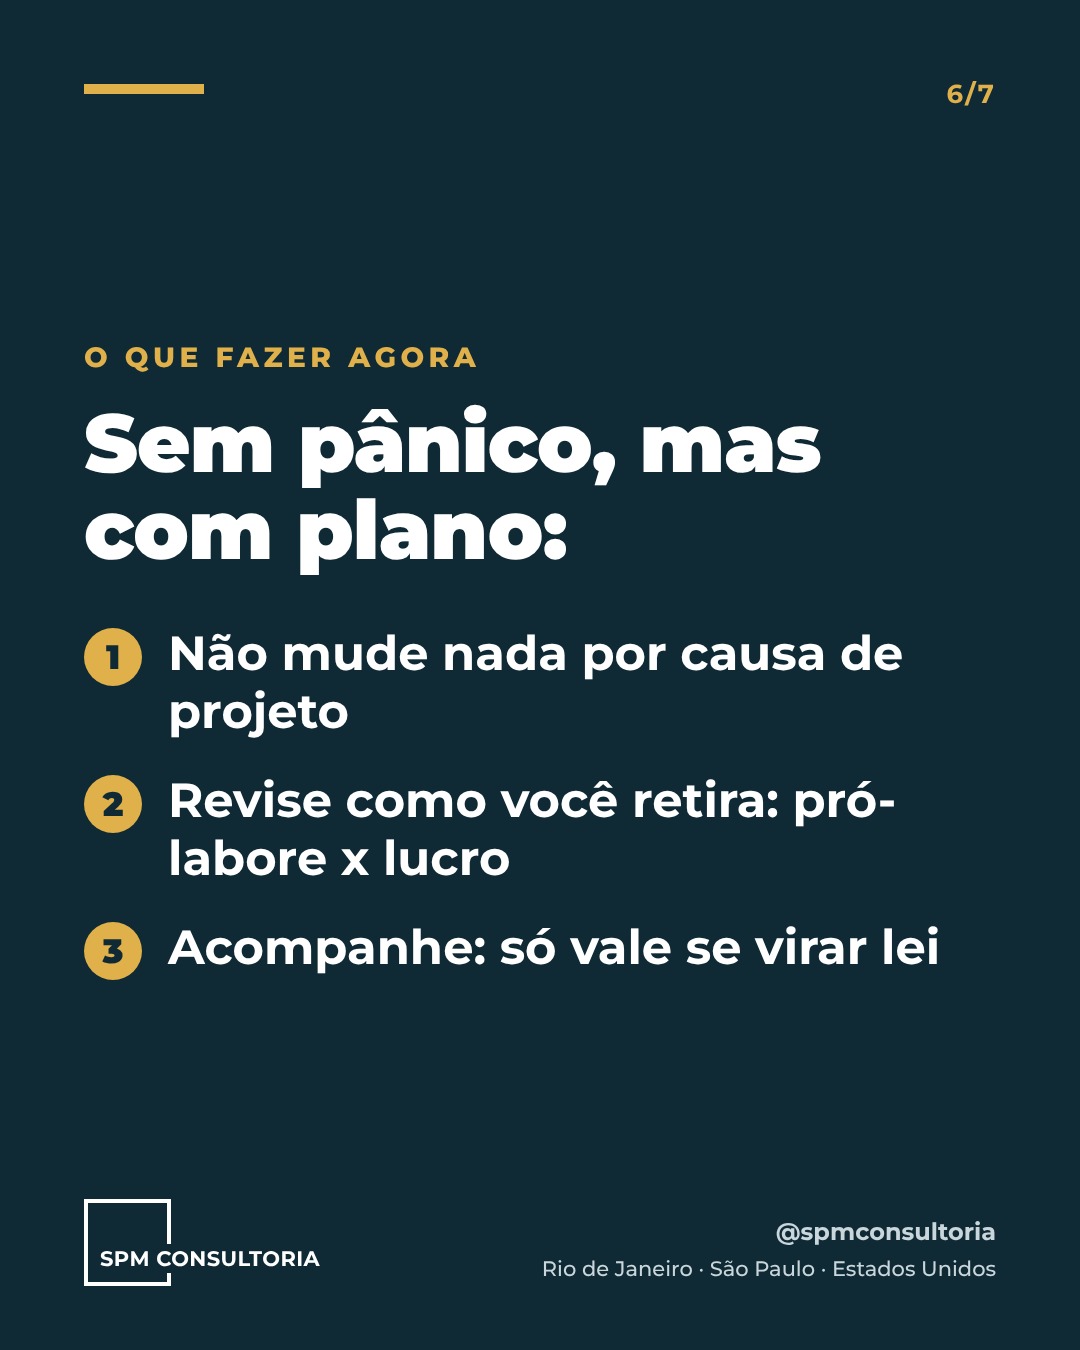 6/7
O QUE FAZER AGORA
Sem pânico, mas
com plano:
1 Não mude nada por causa de
projeto
2 Revise como você retira: pró-
labore x lucro
3 Acompanhe: só vale se virar lei
SPM CONSULTORIA
@spmconsultoria
Rio de Janeiro · São Paulo · Estados Unidos